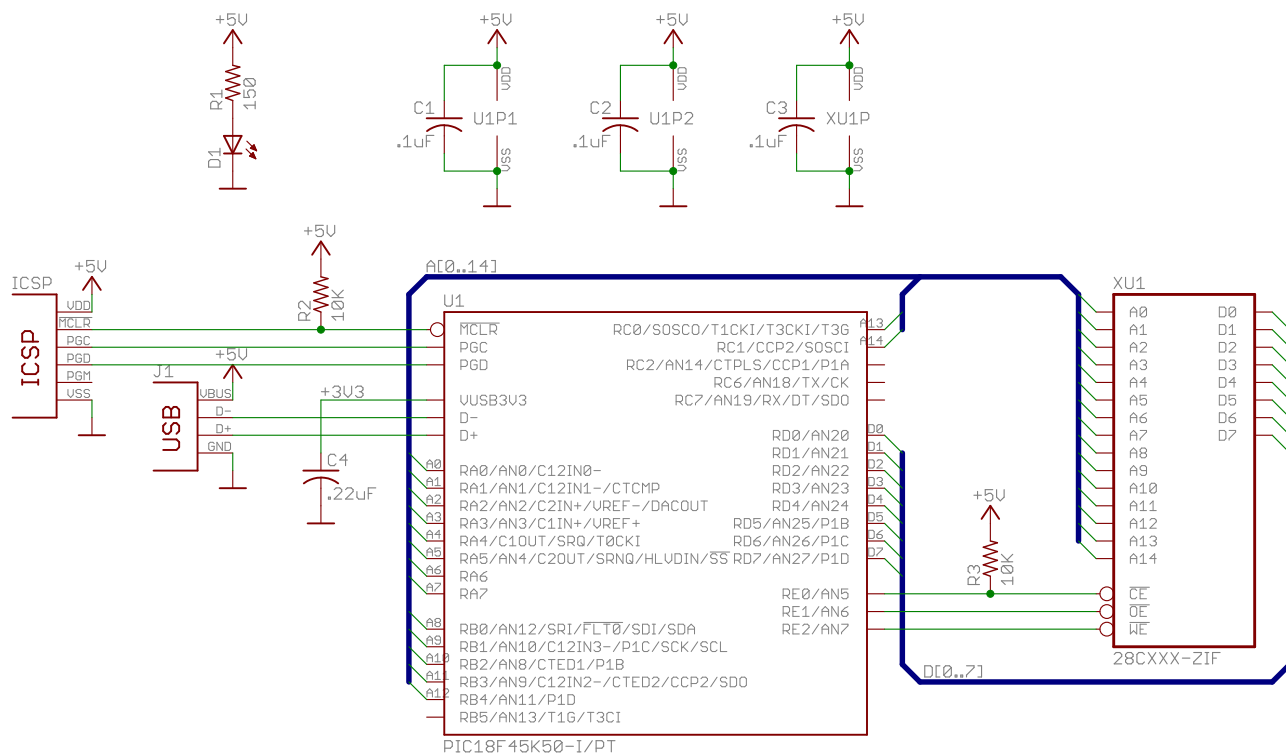 +5V
R1
150
D1
+5V
VDD
C1
.1uF
U1P1
VSS
+5V
VDD
C2
.1uF
U1P2
VSS
+5V
VDD
C3
.1uF
XU1P
VSS
ICSP
+5V
VDD
MCLR
PGC
PGD
PGM
VSS
ICSP
+5V
R2
10K
J1
+5V
VBUS
D-
D+
GND
USB
+3V3
C4
.22uF
A[0..14]
U1
MCLR
PGC
PGD
VUSB3V3
D-
D+
A0 RA0/AN0/C12IN0-
A1 RA1/AN1/C12IN1-/CTCMP
A2 RA2/AN2/C2IN+/VREF-/DACOUT
A3 RA3/AN3/C1IN+/VREF+
A4 RA4/C1OUT/SRQ/T0CKI
A5 RA5/AN4/C2OUT/SRNQ/HLVDIN/SS
A6 RA6
A7 RA7
A8 RB0/AN12/SRI/FLT0/SDI/SDA
A9 RB1/AN10/C12IN3-/P1C/SCK/SCL
A10 RB2/AN8/CTED1/P1B
A11 RB3/AN9/C12IN2-/CTED2/CCP2/SDO
A12 RB4/AN11/P1D
RB5/AN13/T1G/T3CI
RC0/SOSCO/T1CKI/T3CKI/T3G A13
RC1/CCP2/SOSCI A14
RC2/AN14/CTPLS/CCP1/P1A
RC6/AN18/TX/CK
RC7/AN19/RX/DT/SDO
RD0/AN20 D0
RD1/AN21 D1
RD2/AN22 D2
RD3/AN23 D3
RD4/AN24 D4
RD5/AN25/P1B D5
RD6/AN26/P1C D6
RD7/AN27/P1D D7
RE0/AN5
RE1/AN6
RE2/AN7
PIC18F45K50-I/PT
+5V
R3
10K
D[0..7]
XU1
A0 D0
A1 D1
A2 D2
A3 D3
A4 D4
A5 D5
A6 D6
A7 D7
A8
A9
A10
A11
A12
A13
A14
CE
OE
WE
28CXXX-ZIF